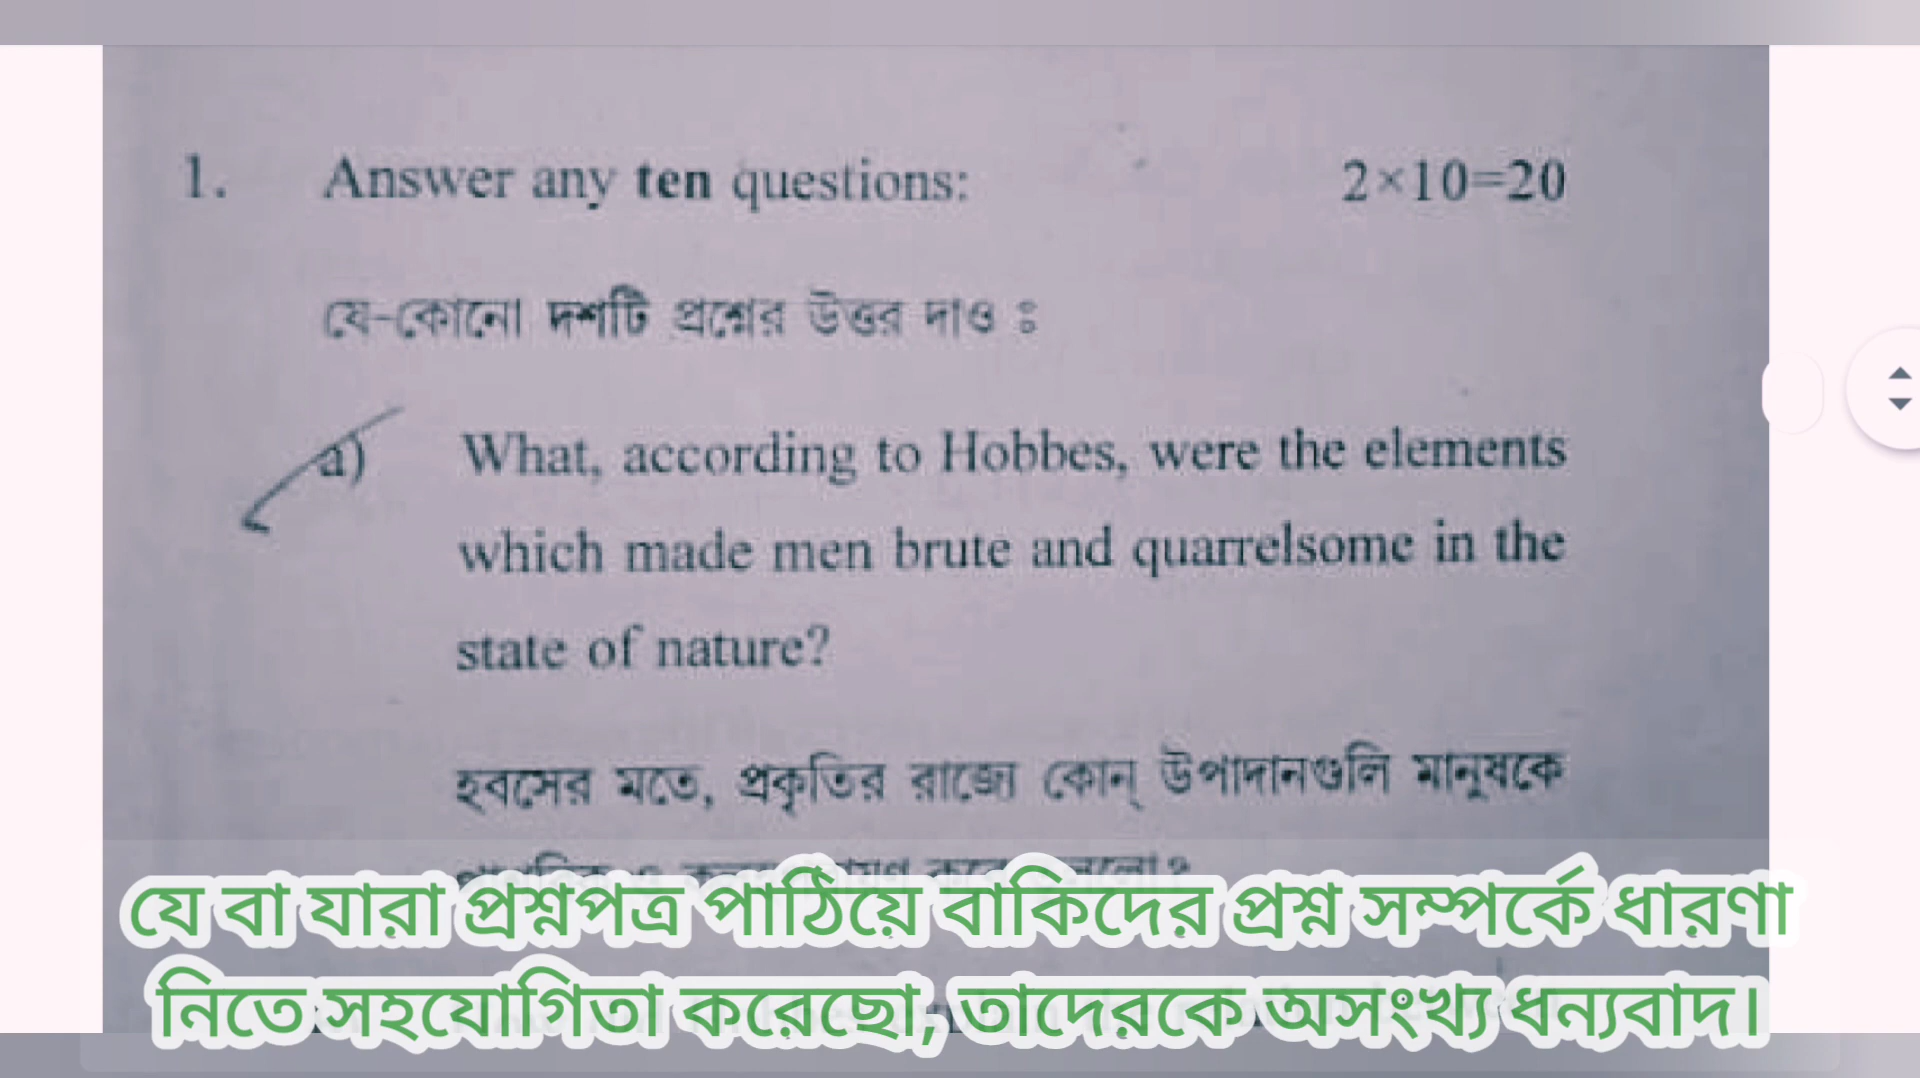 1. Answer any ten questions: 2×10=20
যে-কোনো দশটি প্রশ্নের উত্তর দাও ঃ
a) What, according to Hobbes, were the elements
which made men brute and quarrelsome in the
state of nature?
হবসের মতে, প্রকৃতির রাজ্যে কোন্ উপাদানগুলি মানুষকে
যে বা যারা প্রশ্নপত্র পাঠিয়ে বাকিদের প্রশ্ন সম্পর্কে ধারণা
নিতে সহযোগিতা করেছো, তাদেরকে অসংখ্য ধন্যবাদ।